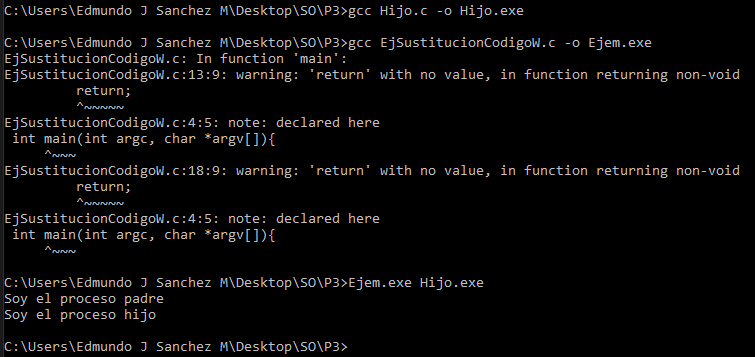 C:\Users\Edmundo J Sanchez M\Desktop\SO\P3>gcc Hijo.c -o Hijo.exe
C:\Users\Edmundo J Sanchez M\Desktop\SO\P3>gcc EjSustitucionCodigoW.c -o Ejem.exe
EjSustitucionCodigoW.c: In function 'main':
EjSustitucionCodigoW.c:13:9: warning: 'return' with no value, in function returning non-void
         return;
         ^~~~~~
EjSustitucionCodigoW.c:4:5: note: declared here
 int main(int argc, char *argv[]){
     ^~~~
EjSustitucionCodigoW.c:18:9: warning: 'return' with no value, in function returning non-void
         return;
         ^~~~~~
EjSustitucionCodigoW.c:4:5: note: declared here
 int main(int argc, char *argv[]){
     ^~~~
C:\Users\Edmundo J Sanchez M\Desktop\SO\P3>Ejem.exe Hijo.exe
Soy el proceso padre
Soy el proceso hijo
C:\Users\Edmundo J Sanchez M\Desktop\SO\P3>